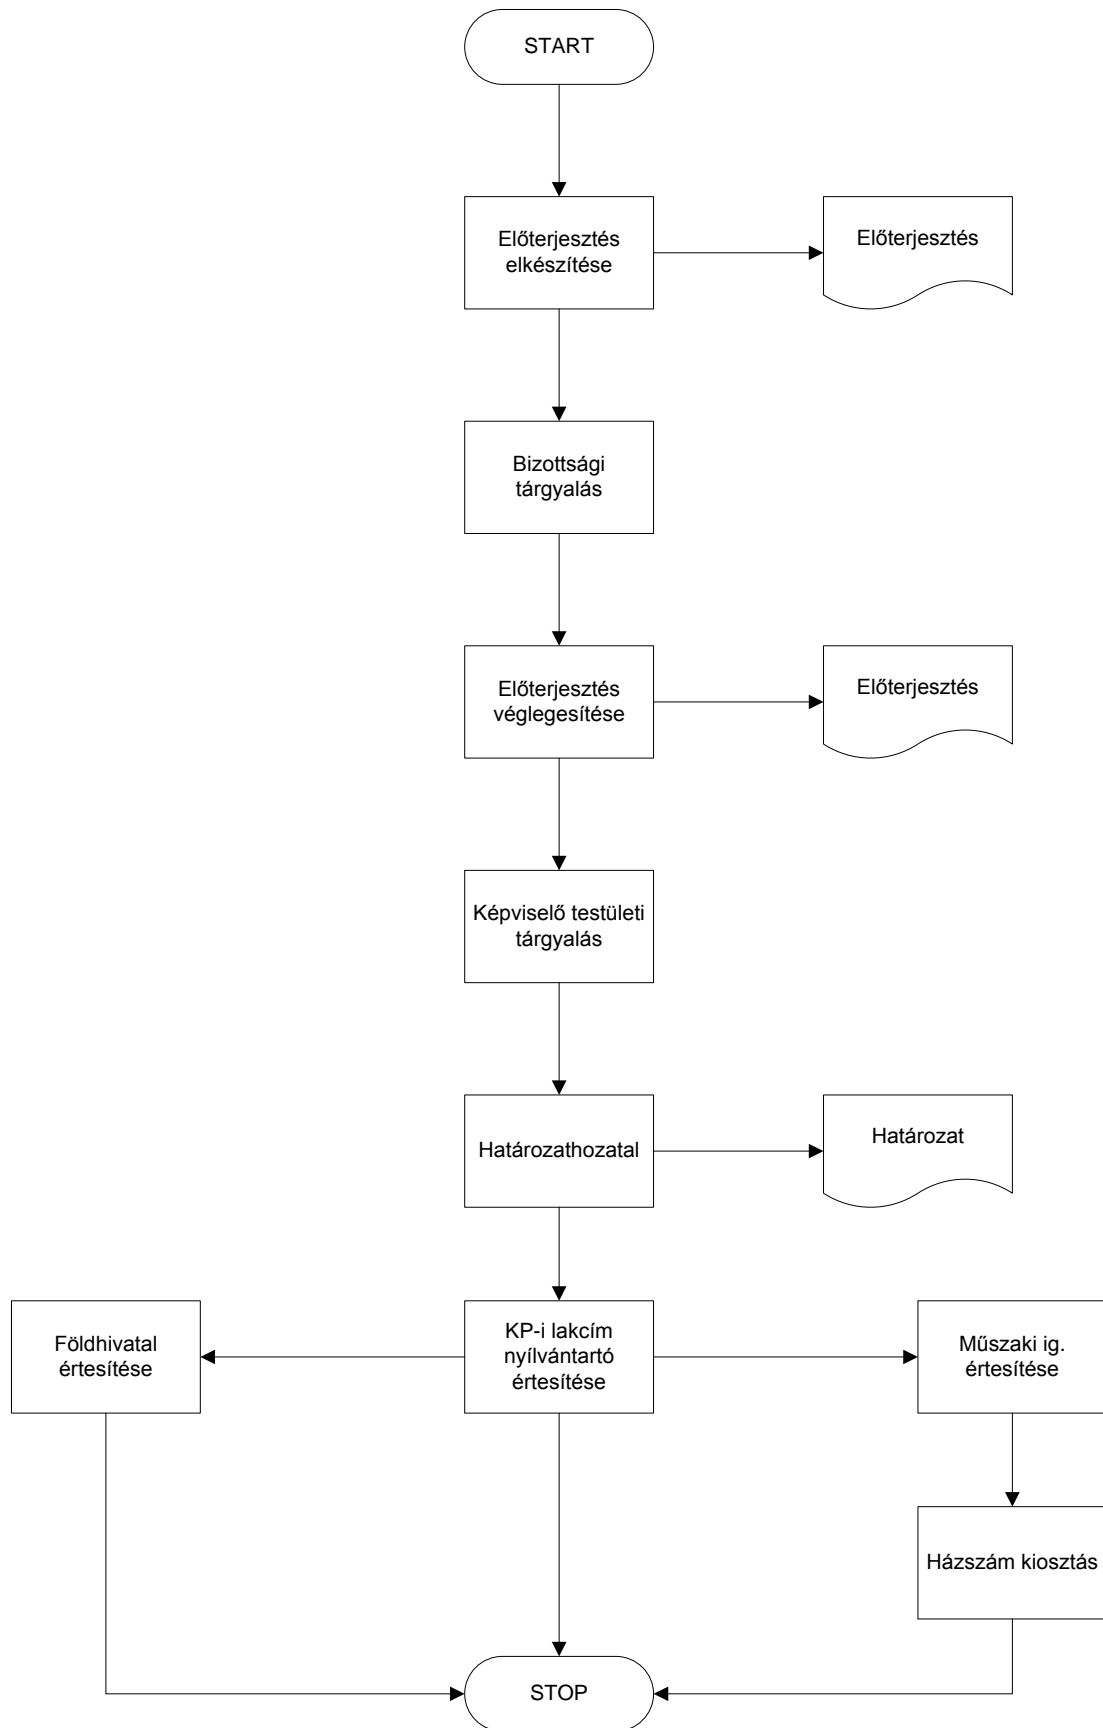 START
Előterjesztés
elkészítése
Előterjesztés
Bizottsági
tárgyalás
Előterjesztés
véglegesítése
Előterjesztés
Képviselő testületi
tárgyalás
Határozathozatal
Határozat
Földhivatal
értesítése
KP-i lakcím
nyílvántartó
értesítése
Műszaki ig.
értesítése
Házszám kiosztás
STOP